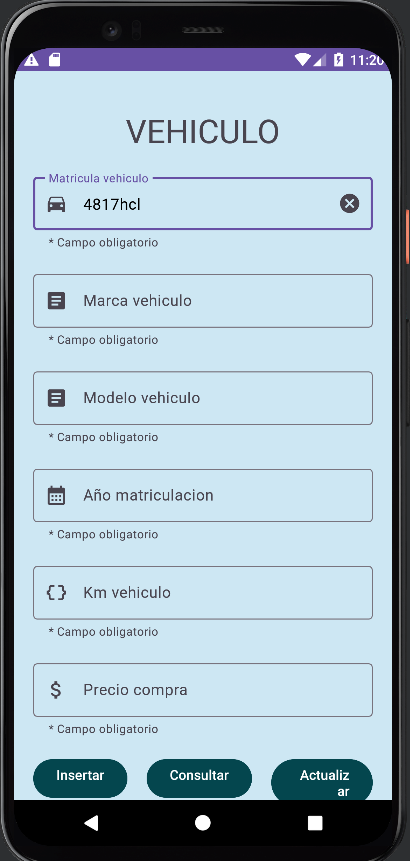 11:20
VEHICULO
Matricula vehiculo
4817hcl
* Campo obligatorio
Marca vehiculo
* Campo obligatorio
Modelo vehiculo
* Campo obligatorio
Año matriculacion
* Campo obligatorio
{} Km vehiculo
* Campo obligatorio
$ Precio compra
* Campo obligatorio
Insertar Consultar Actualiz
ar